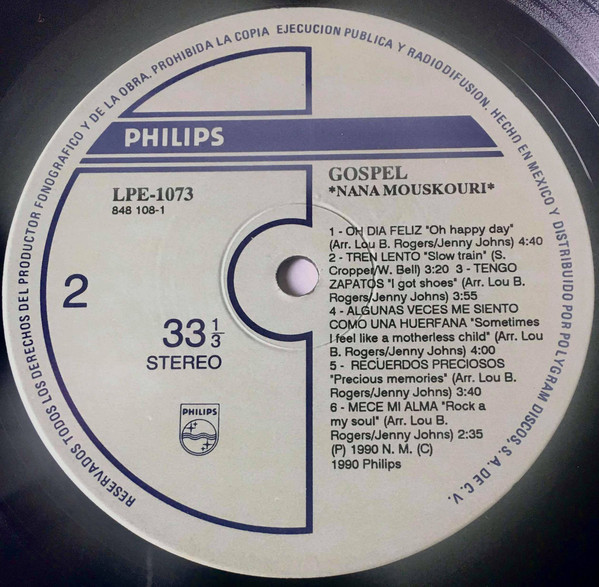 RESERVADOS TODOS LOS DERECHOS DEL PRODUCTOR FONOGRAFICO Y DE LA OBRA. PROHIBIDA LA COPIA EJECUCION PUBLICA Y RADIODIFUSION. HECHO EN MEXICO Y DISTRIBUIDO POR POLYGRAM DISCOS, S. A. DE C. V.
PHILIPS
LPE-1073
848 108-1
2
33 1/3
STEREO
PHILIPS
GOSPEL
*NANA MOUSKOURI*
1 - OH DIA FELIZ "Oh happy day"
(Arr. Lou B. Rogers/Jenny Johns) 4:40
2 - TREN LENTO "Slow train" (S.
Cropper/W. Bell) 3:20 3 - TENGO
ZAPATOS "I got shoes" (Arr. Lou B.
Rogers/Jenny Johns) 3:55
4 - ALGUNAS VECES ME SIENTO
COMO UNA HUERFANA "Sometimes
I feel like a motherless child" (Arr. Lou
B. Rogers/Jenny Johns) 4:00
5 - RECUERDOS PRECIOSOS
"Precious memories" (Arr. Lou B.
Rogers/Jenny Johns) 3:40
6 - MECE MI ALMA "Rock a
my soul" (Arr. Lou B.
Rogers/Jenny Johns) 2:35
(P) 1990 N. M. (C)
1990 Philips